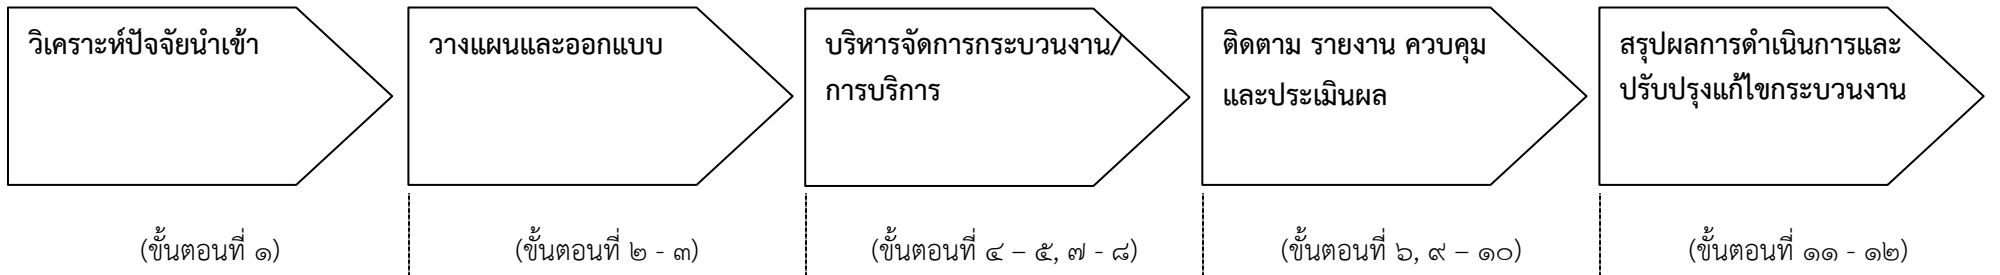 วิเคราะห์ปัจจัยนำเข้า
วางแผนและออกแบบ
บริหารจัดการกระบวนงาน/
การบริการ
ติดตาม รายงาน ควบคุม
และประเมินผล
สรุปผลการดำเนินการและ
ปรับปรุงแก้ไขกระบวนงาน
(ขั้นตอนที่ ๑)
(ขั้นตอนที่ ๒ - ๓)
(ขั้นตอนที่ ๔ – ๕, ๗ - ๘)
(ขั้นตอนที่ ๖, ๙ – ๑๐)
(ขั้นตอนที่ ๑๑ - ๑๒)